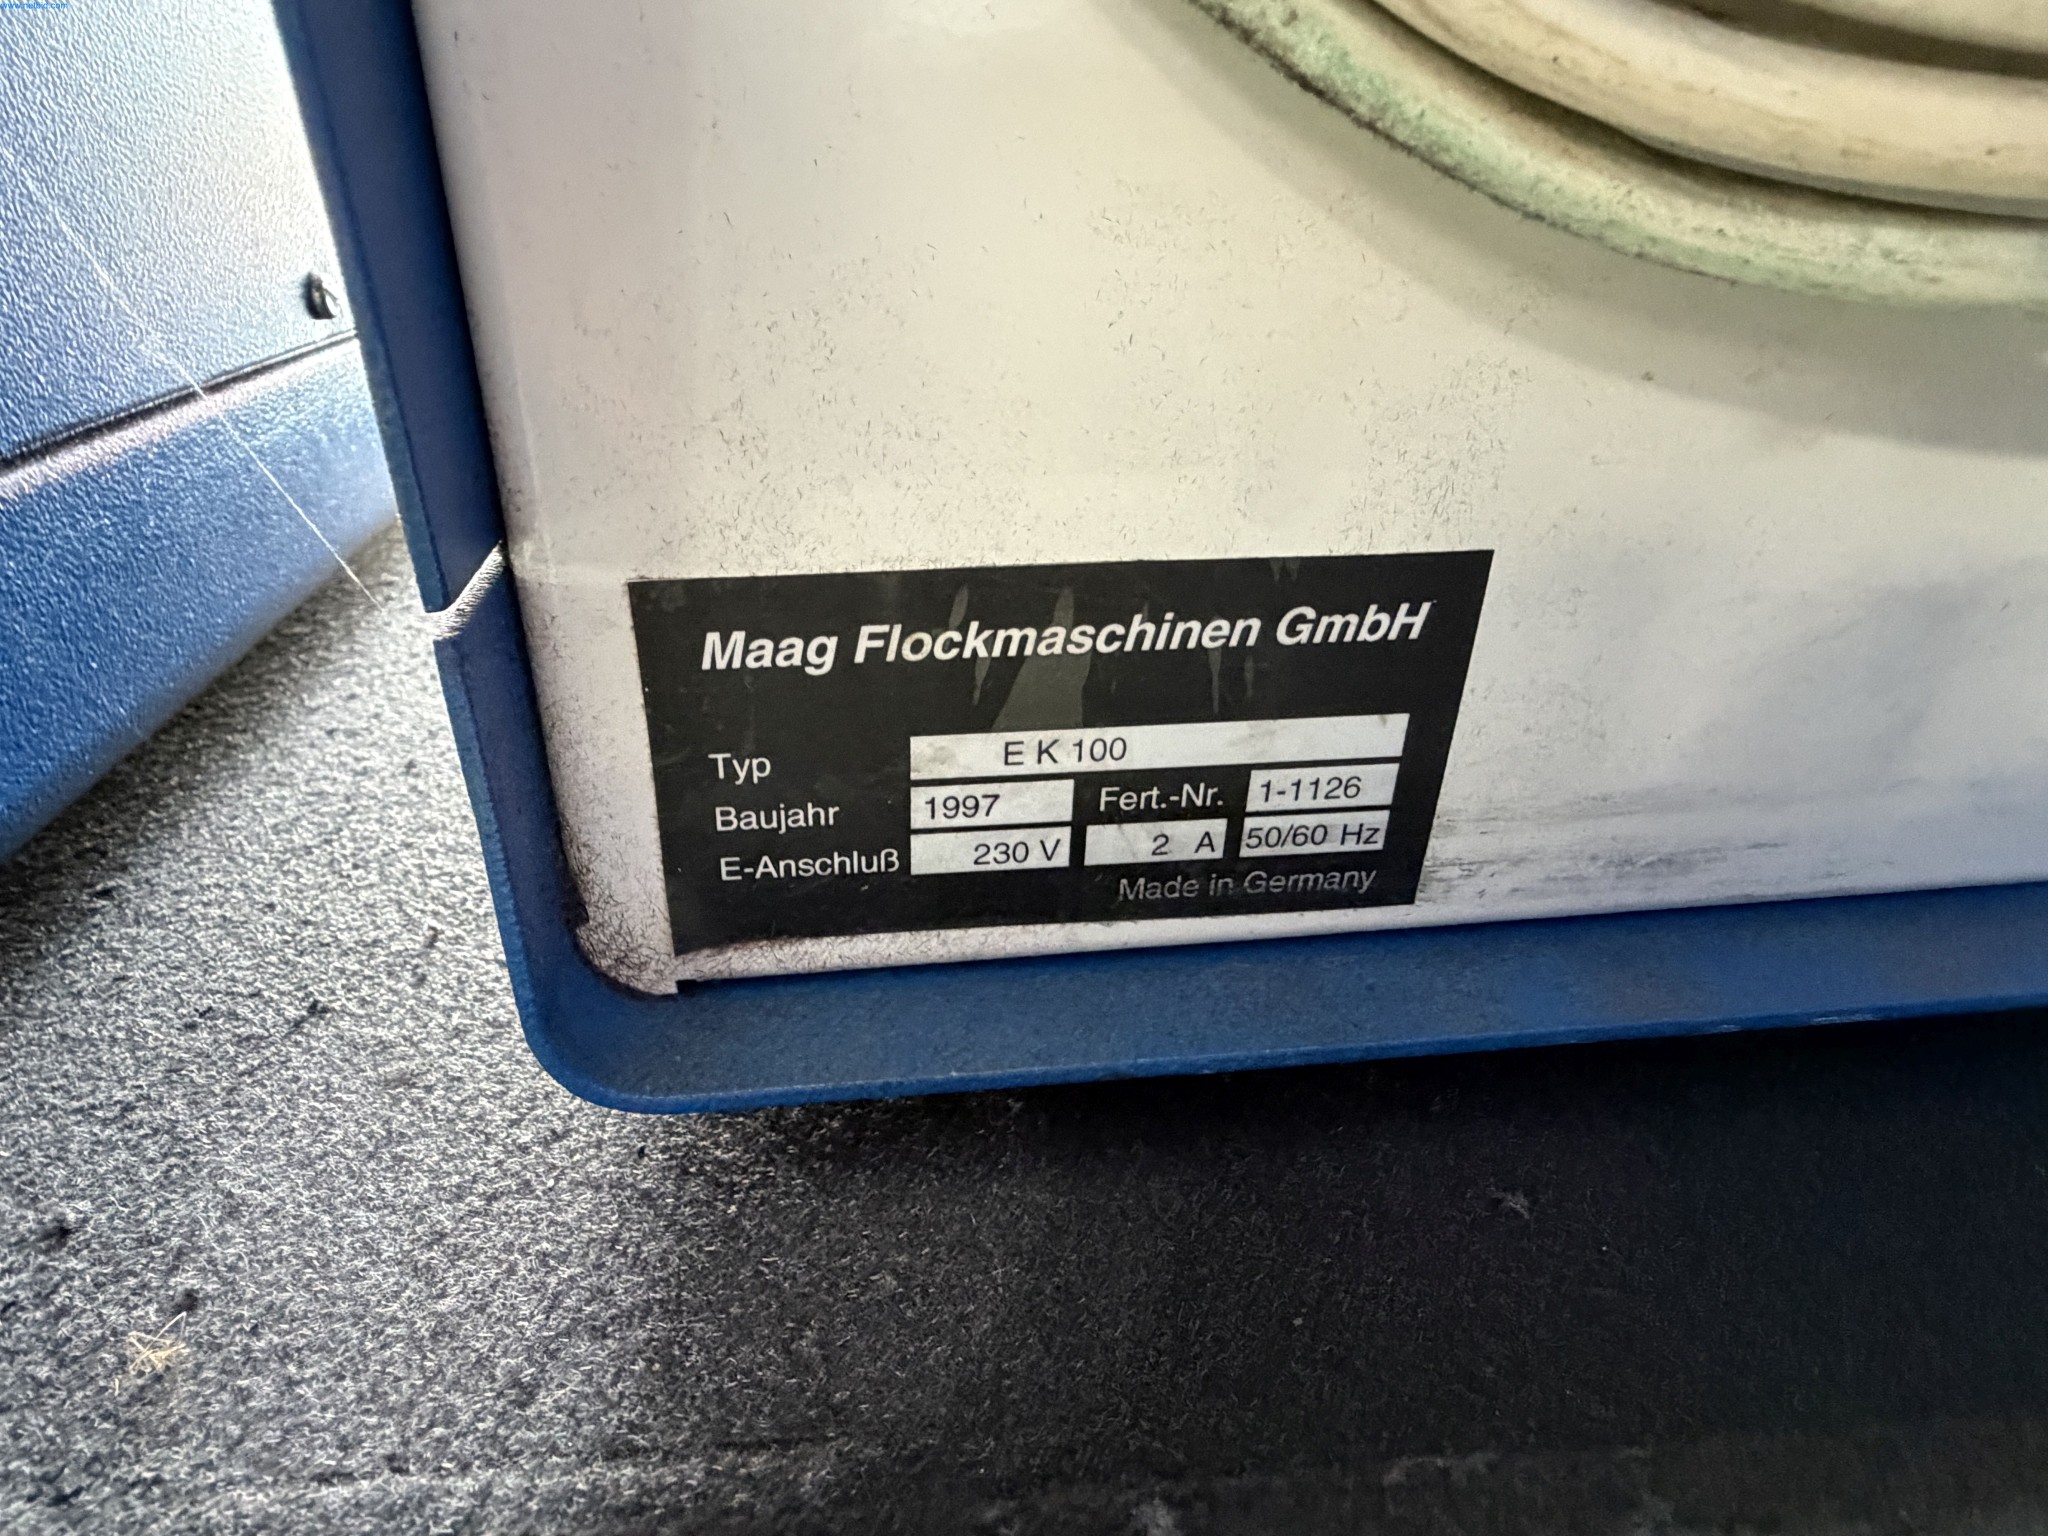 Maag Flockmaschinen GmbH
Typ E K 100
Baujahr 1997 Fert.-Nr. 1-1126
E-Anschluß 230 V 2 A 50/60 Hz
Made in Germany